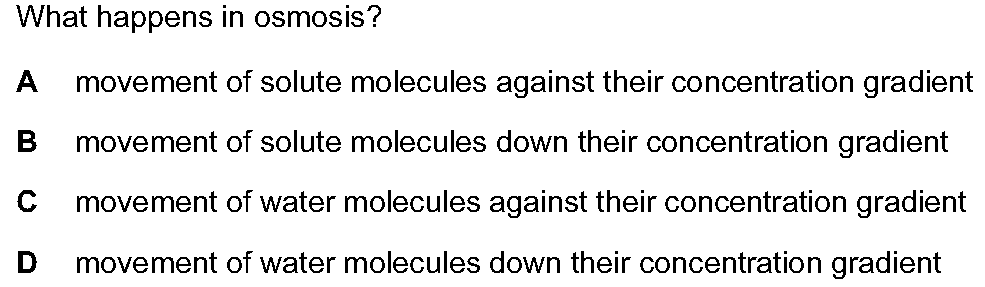 What happens in osmosis?
A movement of solute molecules against their concentration gradient
B movement of solute molecules down their concentration gradient
C movement of water molecules against their concentration gradient
D movement of water molecules down their concentration gradient